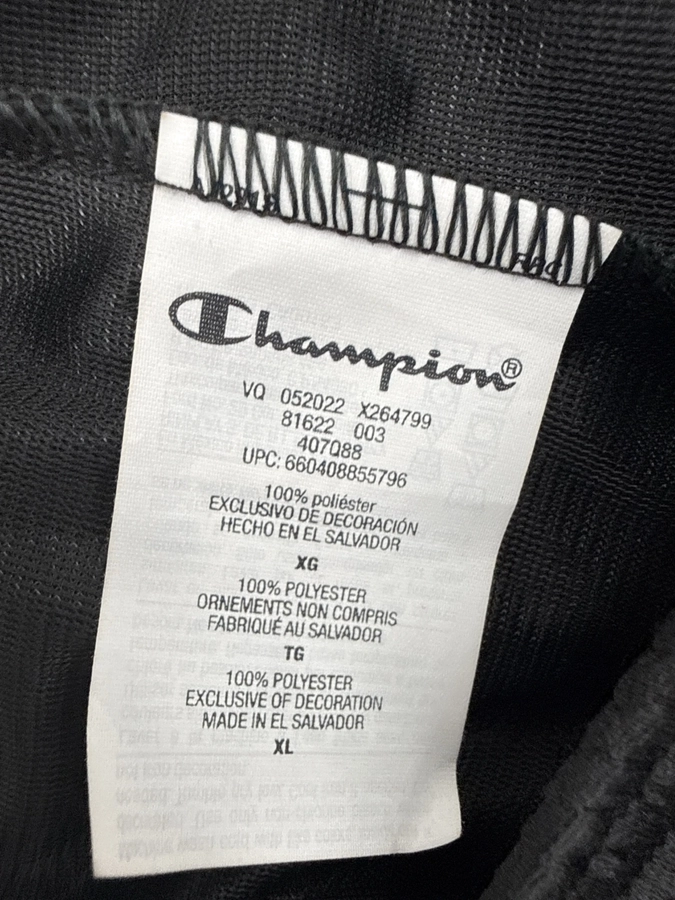 Champion®
VQ 052022 X264799
81622 003
407Q88
UPC: 660408855796
100% poliéster
EXCLUSIVO DE DECORACIÓN
HECHO EN EL SALVADOR
XG
100% POLYESTER
ORNEMENTS NON COMPRIS
FABRIQUÉ AU SALVADOR
TG
100% POLYESTER
EXCLUSIVE OF DECORATION
MADE IN EL SALVADOR
XL